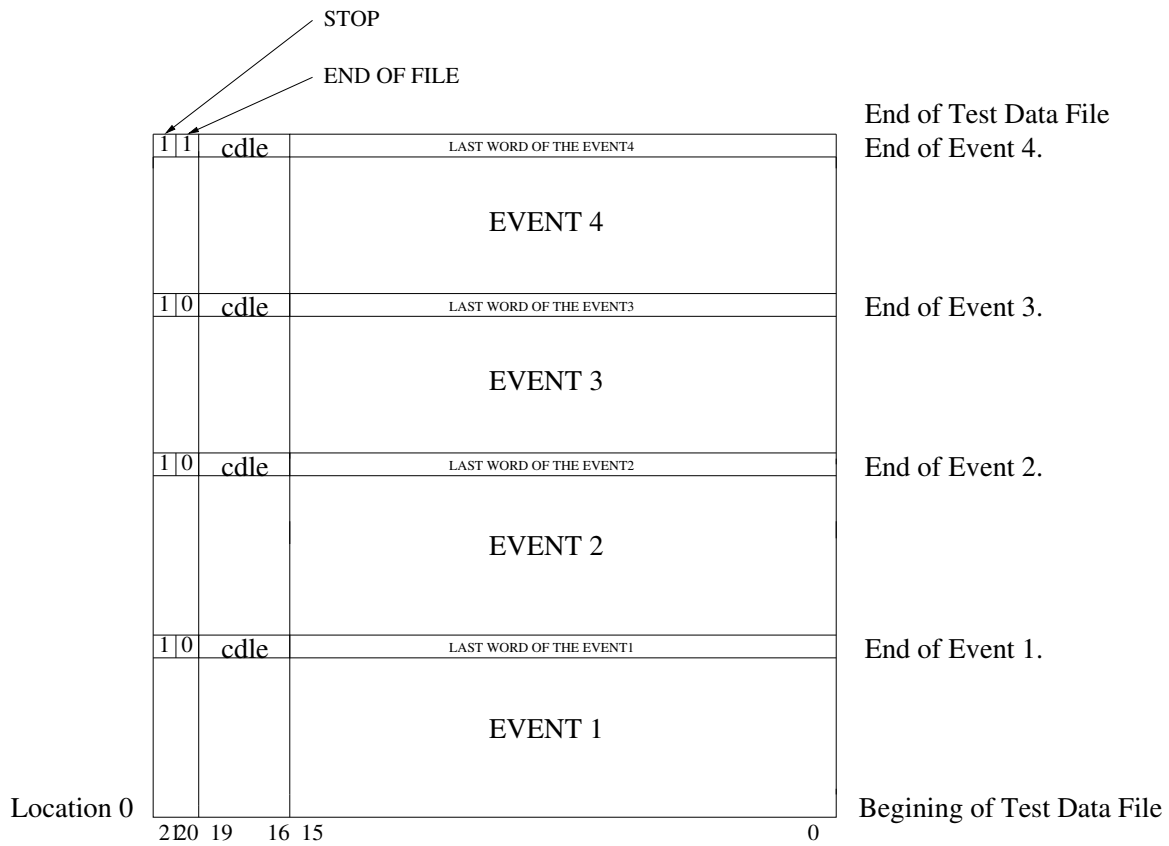 STOP
END OF FILE
End of Test Data File
1 1 cdle LAST WORD OF THE EVENT4 End of Event 4.
EVENT 4
1 0 cdle LAST WORD OF THE EVENT3 End of Event 3.
EVENT 3
1 0 cdle LAST WORD OF THE EVENT2 End of Event 2.
EVENT 2
1 0 cdle LAST WORD OF THE EVENT1 End of Event 1.
EVENT 1
Location 0 Begining of Test Data File
21 20 19 16 15 0